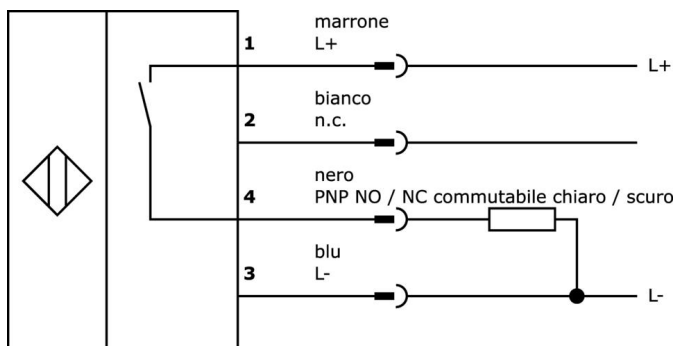 marrone
1 L+
L+
bianco
2 n.c.
nero
4 PNP NO / NC commutabile chiaro / scuro
blu
3 L-
L-